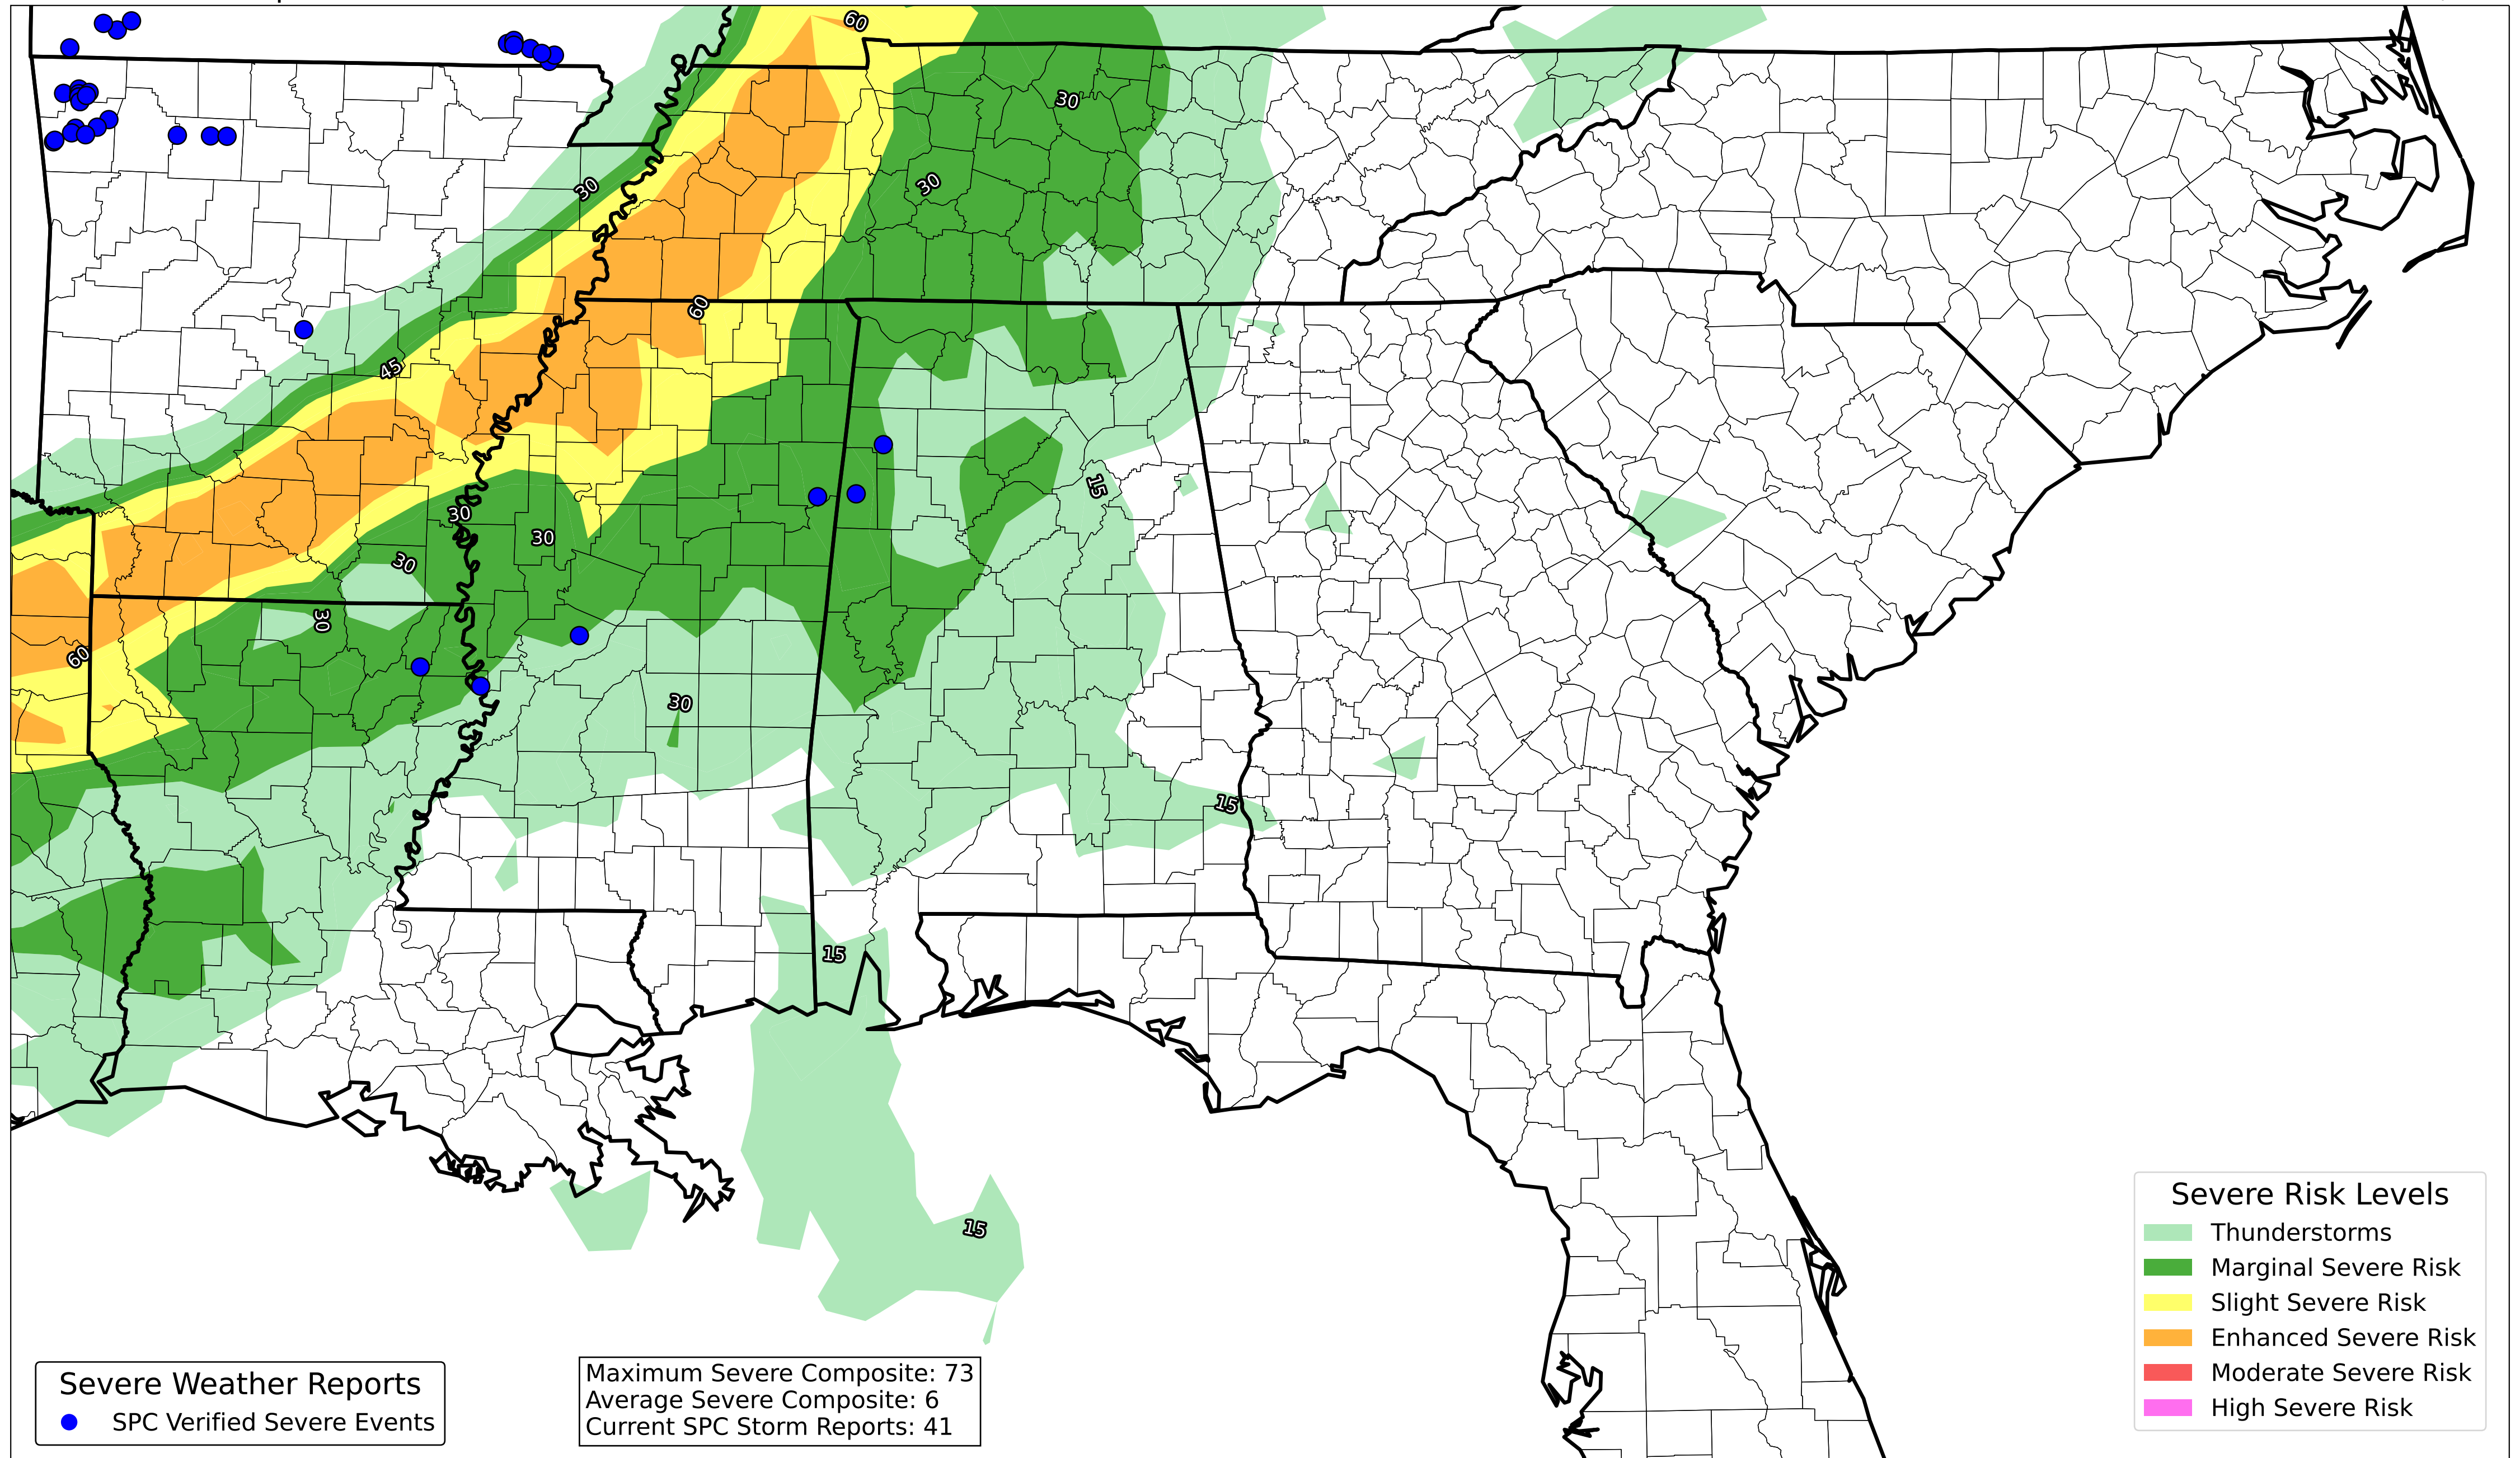 60
30
30
30
60
45
15
30
30
30
30
60
30
15
15
15
Severe Risk Levels
Thunderstorms
Marginal Severe Risk
Slight Severe Risk
Enhanced Severe Risk
Moderate Severe Risk
High Severe Risk
Severe Weather Reports
SPC Verified Severe Events
Maximum Severe Composite: 73
Average Severe Composite: 6
Current SPC Storm Reports: 41